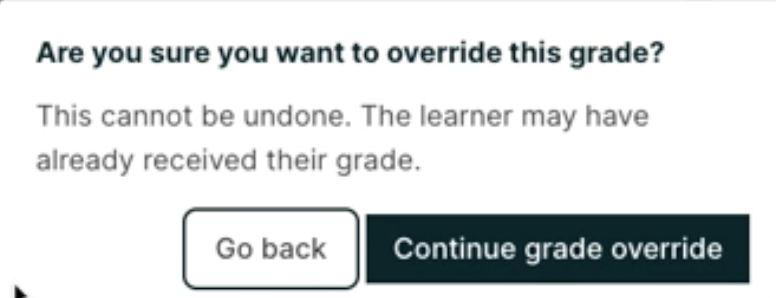 Are you sure you want to override this grade?
This cannot be undone. The learner may have
already received their grade.
Go back
Continue grade override